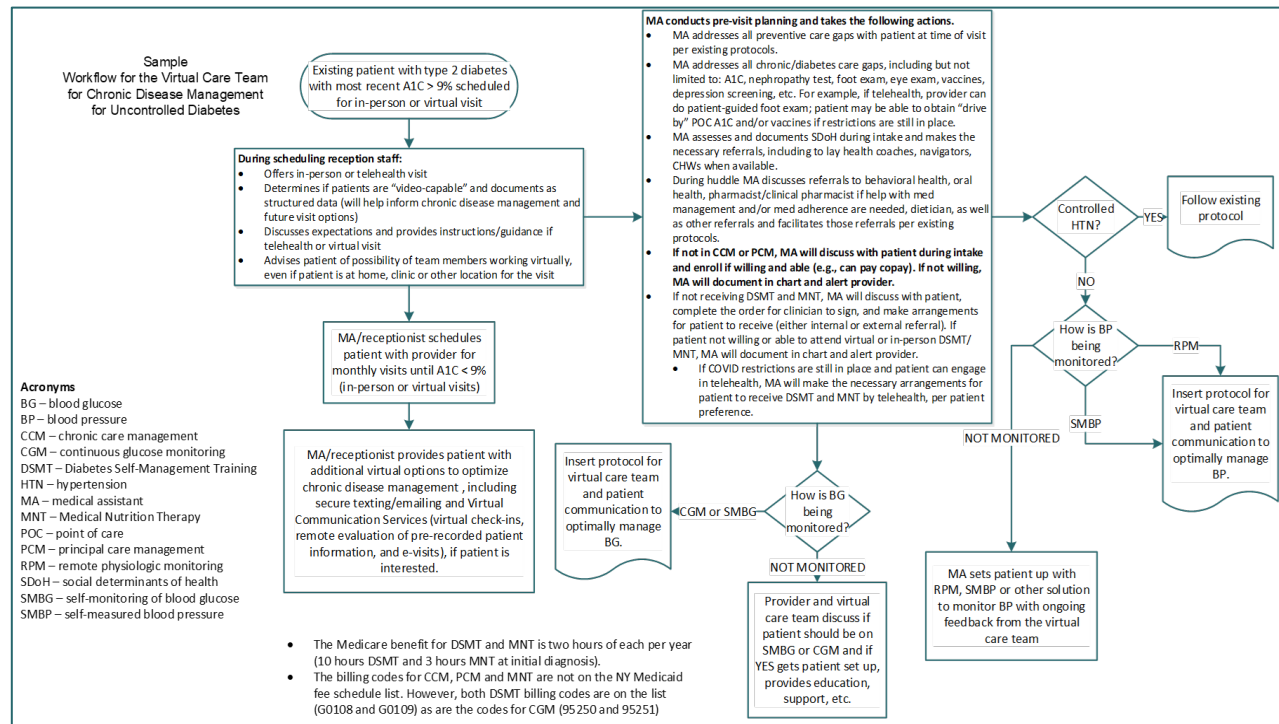 Sample
Workflow for the Virtual Care Team
for Chronic Disease Management
for Uncontrolled Diabetes
Existing patient with type 2 diabetes
with most recent A1C > 9% scheduled
for in-person or virtual visit
During scheduling reception staff:
• Offers in-person or telehealth visit
• Determines if patients are “video-capable” and documents as
structured data (will help inform chronic disease management and
future visit options)
• Discusses expectations and provides instructions/guidance if
telehealth or virtual visit
• Advises patient of possibility of team members working virtually,
even if patient is at home, clinic or other location for the visit
MA/receptionist schedules
patient with provider for
monthly visits until A1C < 9%
(in-person or virtual visits)
MA/receptionist provides patient with
additional virtual options to optimize
chronic disease management , including
secure texting/emailing and Virtual
Communication Services (virtual check-ins,
remote evaluation of pre-recorded patient
information, and e-visits), if patient is
interested.
MA conducts pre-visit planning and takes the following actions.
• MA addresses all preventive care gaps with patient at time of visit
per existing protocols.
• MA addresses all chronic/diabetes care gaps, including but not
limited to: A1C, nephropathy test, foot exam, eye exam, vaccines,
depression screening, etc. For example, if telehealth, provider can
do patient-guided foot exam; patient may be able to obtain “drive
by” POC A1C and/or vaccines if restrictions are still in place.
• MA assesses and documents SDoH during intake and makes the
necessary referrals, including to lay health coaches, navigators,
CHWs when available.
• During huddle MA discusses referrals to behavioral health, oral
health, pharmacist/clinical pharmacist if help with med
management and/or med adherence are needed, dietician, as well
as other referrals and facilitates those referrals per existing
protocols.
• If not in CCM or PCM, MA will discuss with patient during intake
and enroll if willing and able (e.g., can pay copay). If not willing,
MA will document in chart and alert provider.
• If not receiving DSMT and MNT, MA will discuss with patient,
complete the order for clinician to sign, and make arrangements
for patient to receive (either internal or external referral). If
patient not willing or able to attend virtual or in-person DSMT/
MNT, MA will document in chart and alert provider.
• If COVID restrictions are still in place and patient can engage
in telehealth, MA will make the necessary arrangements for
patient to receive DSMT and MNT by telehealth, per patient
preference.
Controlled
HTN?
YES
Follow existing
protocol
NO
How is BP
being
monitored?
RPM
SMBP
NOT MONITORED
Insert protocol for
virtual care team
and patient
communication to
optimally manage
BP.
MA sets patient up with
RPM, SMBP or other solution
to monitor BP with ongoing
feedback from the virtual
care team
How is BG
being
monitored?
CGM or SMBG
Insert protocol for
virtual care team
and patient
communication to
optimally manage
BG.
NOT MONITORED
Provider and virtual
care team discuss if
patient should be on
SMBG or CGM and if
YES gets patient set up,
provides education,
support, etc.
Acronyms
BG – blood glucose
BP – blood pressure
CCM – chronic care management
CGM – continuous glucose monitoring
DSMT – Diabetes Self-Management Training
HTN – hypertension
MA – medical assistant
MNT – Medical Nutrition Therapy
POC – point of care
PCM – principal care management
RPM – remote physiologic monitoring
SDoH – social determinants of health
SMBG – self-monitoring of blood glucose
SMBP – self-measured blood pressure
• The Medicare benefit for DSMT and MNT is two hours of each per year
(10 hours DSMT and 3 hours MNT at initial diagnosis).
• The billing codes for CCM, PCM and MNT are not on the NY Medicaid
fee schedule list. However, both DSMT billing codes are on the list
(G0108 and G0109) as are the codes for CGM (95250 and 95251)